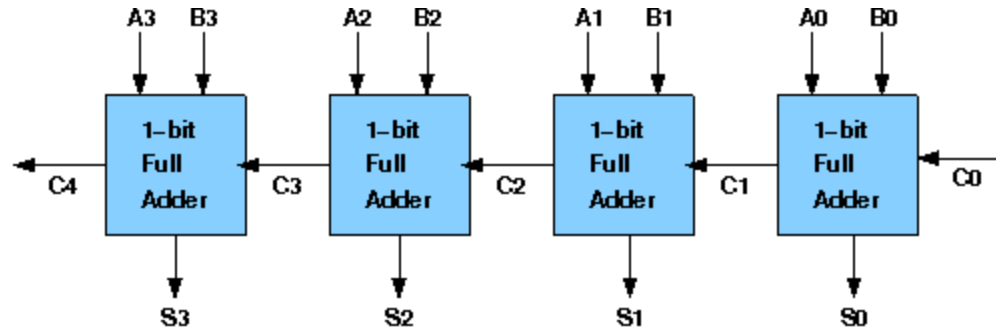 A3 B3 A2 B2 A1 B1 A0 B0
1-bit 1-bit 1-bit 1-bit
Full Full Full Full
C4 C3 C2 C1 C0
Adder Adder Adder Adder
S3 S2 S1 S0